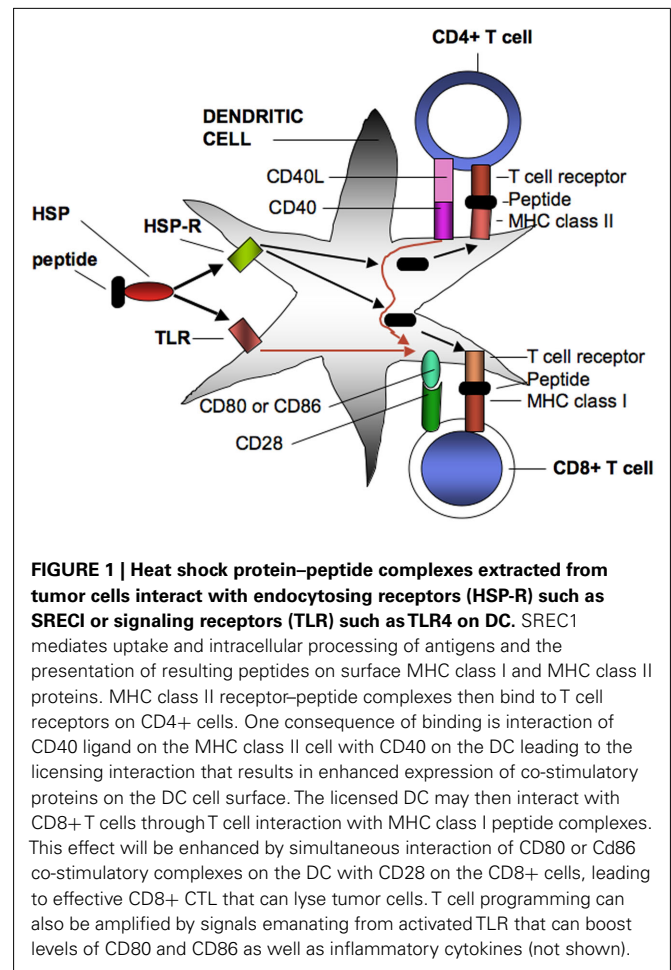 CD4+ T cell
DENDRITIC
CELL
CD40L
T cell receptor
Peptide
CD40
MHC class II
HSP
HSP-R
peptide
TLR
T cell receptor
Peptide
CD80 or CD86
MHC class I
CD28
CD8+ T cell
FIGURE 1 | Heat shock protein–peptide complexes extracted from
tumor cells interact with endocytosing receptors (HSP-R) such as
SRECI or signaling receptors (TLR) such as TLR4 on DC. SREC1
mediates uptake and intracellular processing of antigens and the
presentation of resulting peptides on surface MHC class I and MHC class II
proteins. MHC class II receptor–peptide complexes then bind to T cell
receptors on CD4+ cells. One consequence of binding is interaction of
CD40 ligand on the MHC class II cell with CD40 on the DC leading to the
licensing interaction that results in enhanced expression of co-stimulatory
proteins on the DC cell surface. The licensed DC may then interact with
CD8+ T cells through T cell interaction with MHC class I peptide complexes.
This effect will be enhanced by simultaneous interaction of CD80 or Cd86
co-stimulatory complexes on the DC with CD28 on the CD8+ cells, leading
to effective CD8+ CTL that can lyse tumor cells. T cell programming can
also be amplified by signals emanating from activated TLR that can boost
levels of CD80 and CD86 as well as inflammatory cytokines (not shown).